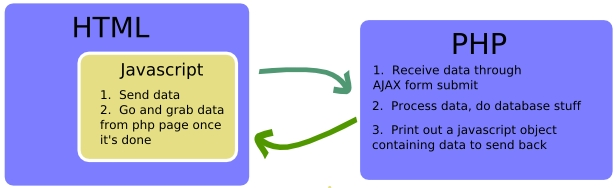 HTML
Javascript
1.  Send data
2.  Go and grab data
from php page once
it's done
PHP
1.  Receive data through
AJAX form submit
2.  Process data, do database stuff
3.  Print out a javascript object
containing data to send back